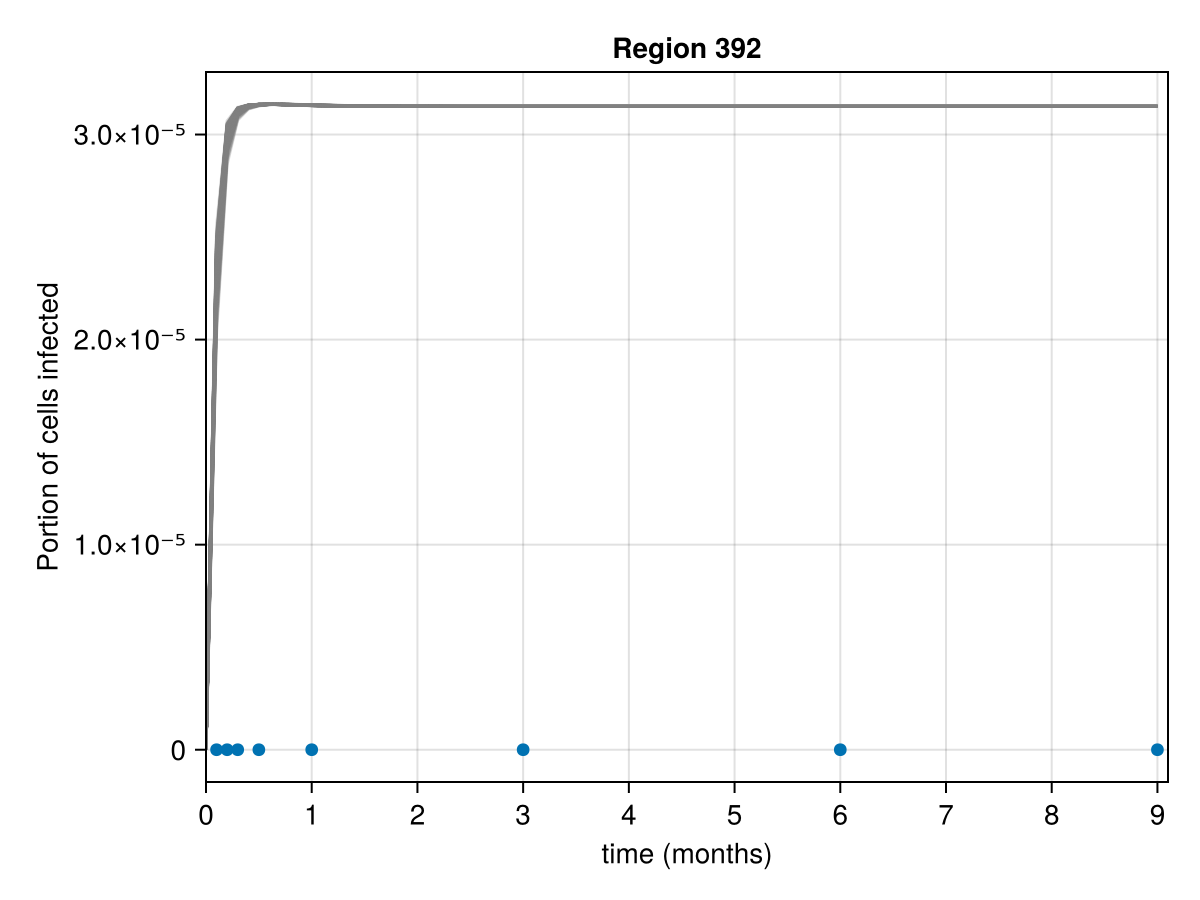 Region 392
Portion of cells infected
3.0×10⁻⁵
2.0×10⁻⁵
1.0×10⁻⁵
0
0 1 2 3 4 5 6 7 8 9
time (months)